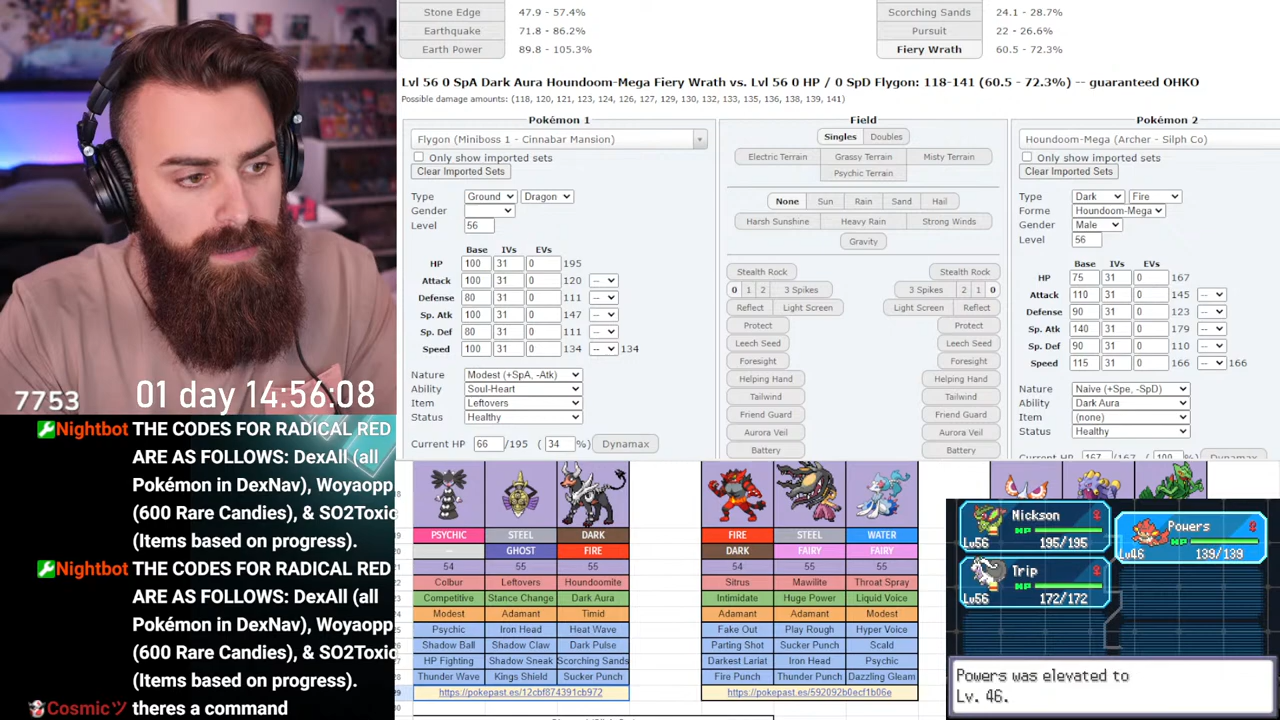 Stone Edge 47.9 - 57.4%
Earthquake 71.8 - 86.2%
Earth Power 89.8 - 105.3%
Scorching Sands 24.1 - 28.7%
Pursuit 22 - 26.6%
Fiery Wrath 60.5 - 72.3%
Lvl 56 0 SpA Dark Aura Houndoom-Mega Fiery Wrath vs. Lvl 56 0 HP / 0 SpD Flygon: 118-141 (60.5 - 72.3%) -- guaranteed OHKO
Possible damage amounts: (118, 120, 121, 123, 124, 126, 127, 129, 130, 132, 133, 135, 136, 138, 139, 141)
Pokémon 1
Flygon (Miniboss 1 - Cinnabar Mansion)
Only show imported sets
Clear Imported Sets
Type Ground Dragon
Gender
Level 56
Base IVs EVs
HP 100 31 0 195
Attack 100 31 0 120 --
Defense 80 31 0 111 --
Sp. Atk 100 31 0 147 --
Sp. Def 80 31 0 111 --
Speed 100 31 0 134 -- 134
Nature Modest (+SpA, -Atk)
Ability Soul-Heart
Item Leftovers
Status Healthy
Current HP 66 /195 ( 34 %) Dynamax
Field
Singles Doubles
Electric Terrain Grassy Terrain Misty Terrain
Psychic Terrain
None Sun Rain Sand Hail
Harsh Sunshine Heavy Rain Strong Winds
Gravity
Stealth Rock Stealth Rock
0 1 2 3 Spikes 3 Spikes 2 1 0
Reflect Light Screen Light Screen Reflect
Protect Protect
Leech Seed Leech Seed
Foresight Foresight
Helping Hand Helping Hand
Tailwind Tailwind
Friend Guard Friend Guard
Aurora Veil Aurora Veil
Battery Battery
Pokémon 2
Houndoom-Mega (Archer - Silph Co)
Only show imported sets
Clear Imported Sets
Type Dark Fire
Forme Houndoom-Mega
Gender Male
Level 56
Base IVs EVs
HP 75 31 0 167
Attack 110 31 0 145 --
Defense 90 31 0 123 --
Sp. Atk 140 31 0 179 --
Sp. Def 90 31 0 110 --
Speed 115 31 0 166 -- 166
Nature Naive (+Spe, -SpD)
Ability Dark Aura
Item (none)
Status Healthy
Current HP 167 /167 ( 100 %) Dynamax
7753
01 day 14:56:08
Nightbot THE CODES FOR RADICAL RED
ARE AS FOLLOWS: DexAll (all
Pokémon in DexNav), Woyaopp
(600 Rare Candies), & SO2Toxic
(Items based on progress).
Nightbot THE CODES FOR RADICAL RED
ARE AS FOLLOWS: DexAll (all
Pokémon in DexNav), Woyaopp
(600 Rare Candies), & SO2Toxic
(Items based on progress).
Cosmicツ theres a command
PSYCHIC STEEL DARK FIRE STEEL WATER
— GHOST FIRE DARK FAIRY FAIRY
54 55 55 54 55 55
Colbur Leftovers Houndoomite Sitrus Mawilite Throat Spray
Competitive Stance Change Dark Aura Intimidate Huge Power Liquid Voice
Modest Adamant Timid Adamant Adamant Modest
Psychic Iron Head Heat Wave Fake Out Play Rough Hyper Voice
Shadow Ball Shadow Claw Dark Pulse Parting Shot Sucker Punch Scald
HP Fighting Shadow Sneak Scorching Sands Darkest Lariat Iron Head Psychic
Thunder Wave Kings Shield Sucker Punch Fire Punch Sucker Punch Dazzling Gleam
https://pokepast.es/12cbf874391cb972 https://pokepast.es/592092b0ecf1b06e
Nickson
HP
Lv56 195/195
Trip
HP
Lv56 172/172
Powers
HP
Lv46 139/139
Powers was elevated to
Lv. 46.